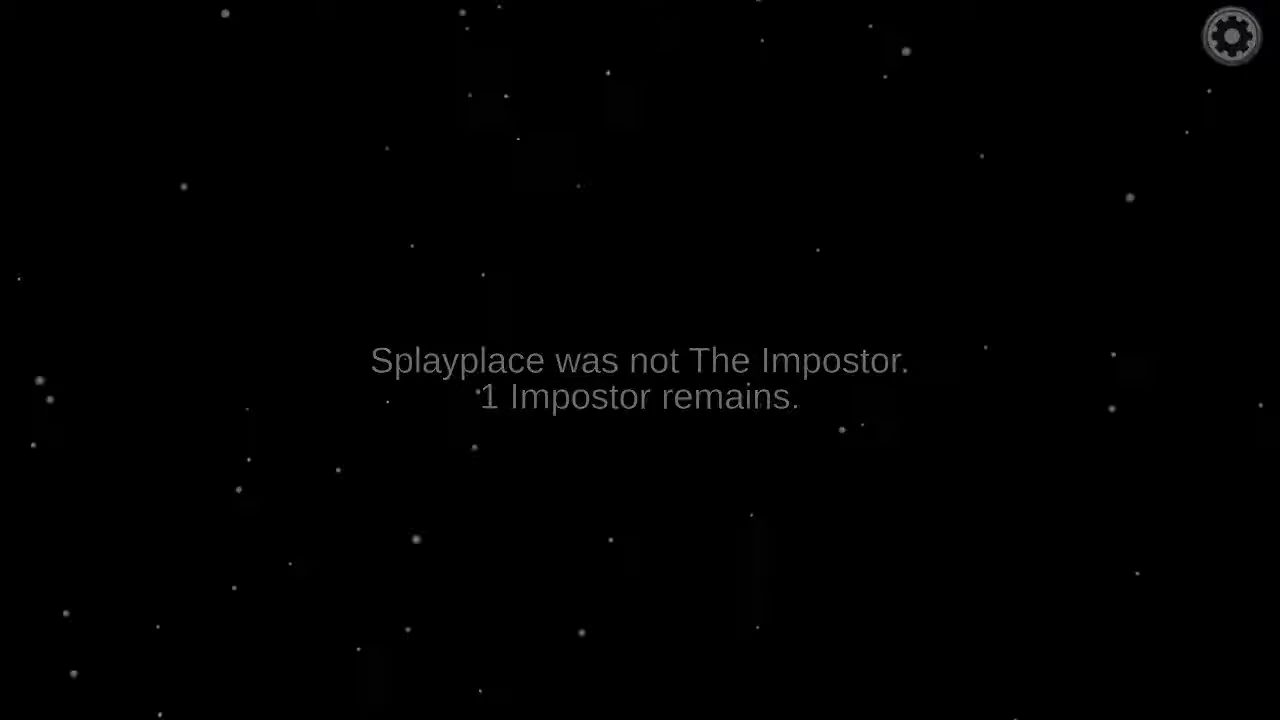 Splayplace was not The Impostor.
1 Impostor remains.